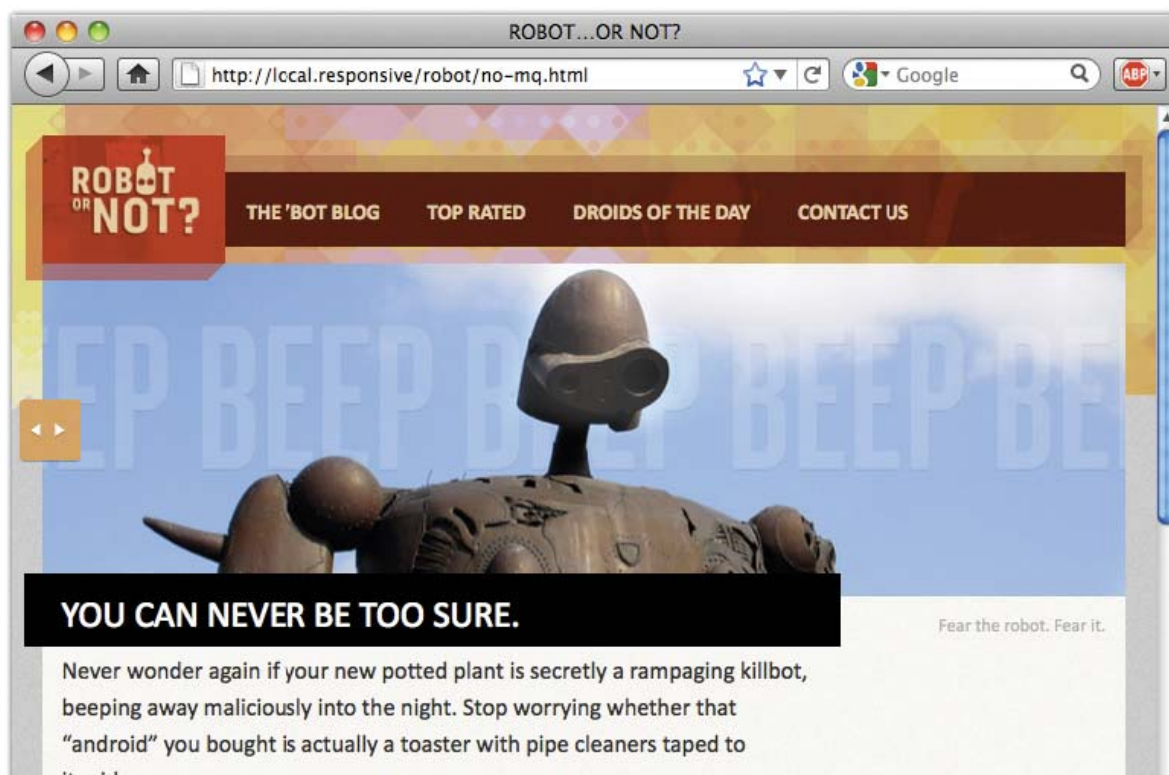 ROBOT...OR NOT?
http://lccal.responsive/robot/no-mq.html
Google
ABP
ROBOT
OR NOT?
THE 'BOT BLOG TOP RATED DROIDS OF THE DAY CONTACT US
EP BEEP BEEP BEEP BE
YOU CAN NEVER BE TOO SURE.
Fear the robot. Fear it.
Never wonder again if your new potted plant is secretly a rampaging killbot,
beeping away maliciously into the night. Stop worrying whether that
“android” you bought is actually a toaster with pipe cleaners taped to